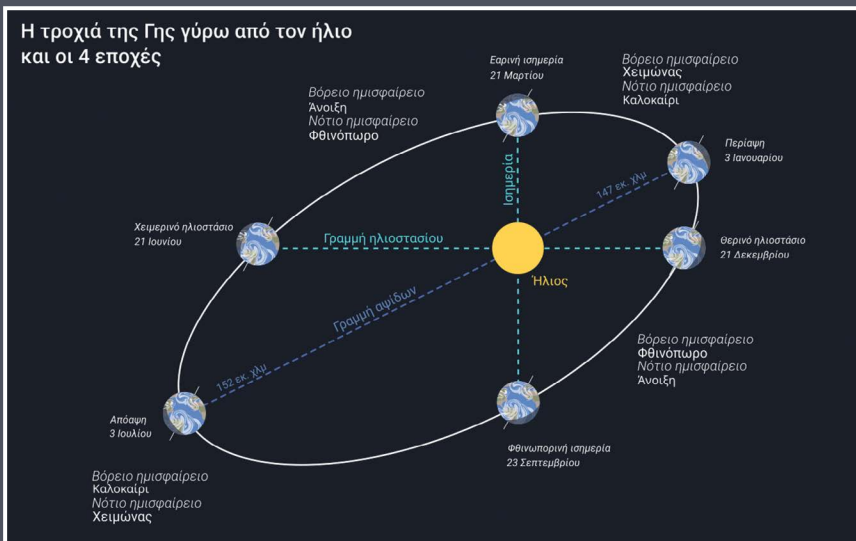 Η τροχιά της Γης γύρω από τον ήλιο
και οι 4 εποχές
Εαρινή ισημερία
21 Μαρτίου
Βόρειο ημισφαίρειο
Χειμώνας
Νότιο ημισφαίρειο
Καλοκαίρι
Βόρειο ημισφαίρειο
Άνοιξη
Νότιο ημισφαίρειο
Φθινόπωρο
Περίαψη
3 Ιανουαρίου
Ισημερία
147 εκ. χλμ
Χειμερινό ηλιοστάσιο
21 Ιουνίου
Γραμμή ηλιοστασίου
Θερινό ηλιοστάσιο
21 Δεκεμβρίου
Ήλιος
Γραμμή αψίδων
152 εκ. χλμ
Βόρειο ημισφαίρειο
Φθινόπωρο
Νότιο ημισφαίρειο
Άνοιξη
Απόαψη
3 Ιουλίου
Φθινωπορινή ισημερία
23 Σεπτεμβρίου
Βόρειο ημισφαίρειο
Καλοκαίρι
Νότιο ημισφαίρειο
Χειμώνας